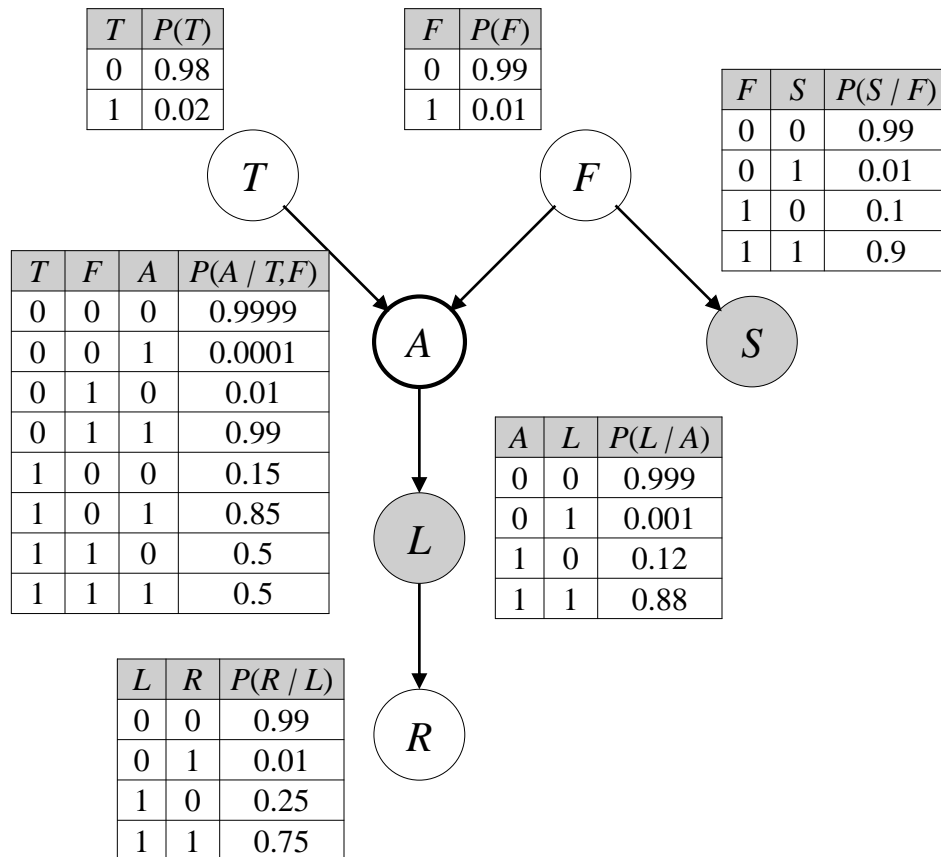 T P(T)
0 0.98
1 0.02
F P(F)
0 0.99
1 0.01
F S P(S / F)
0 0 0.99
0 1 0.01
1 0 0.1
1 1 0.9
T
F
T F A P(A / T,F)
0 0 0 0.9999
0 0 1 0.0001
0 1 0 0.01
0 1 1 0.99
1 0 0 0.15
1 0 1 0.85
1 1 0 0.5
1 1 1 0.5
A
S
A L P(L / A)
0 0 0.999
0 1 0.001
1 0 0.12
1 1 0.88
L
L R P(R / L)
0 0 0.99
0 1 0.01
1 0 0.25
1 1 0.75
R